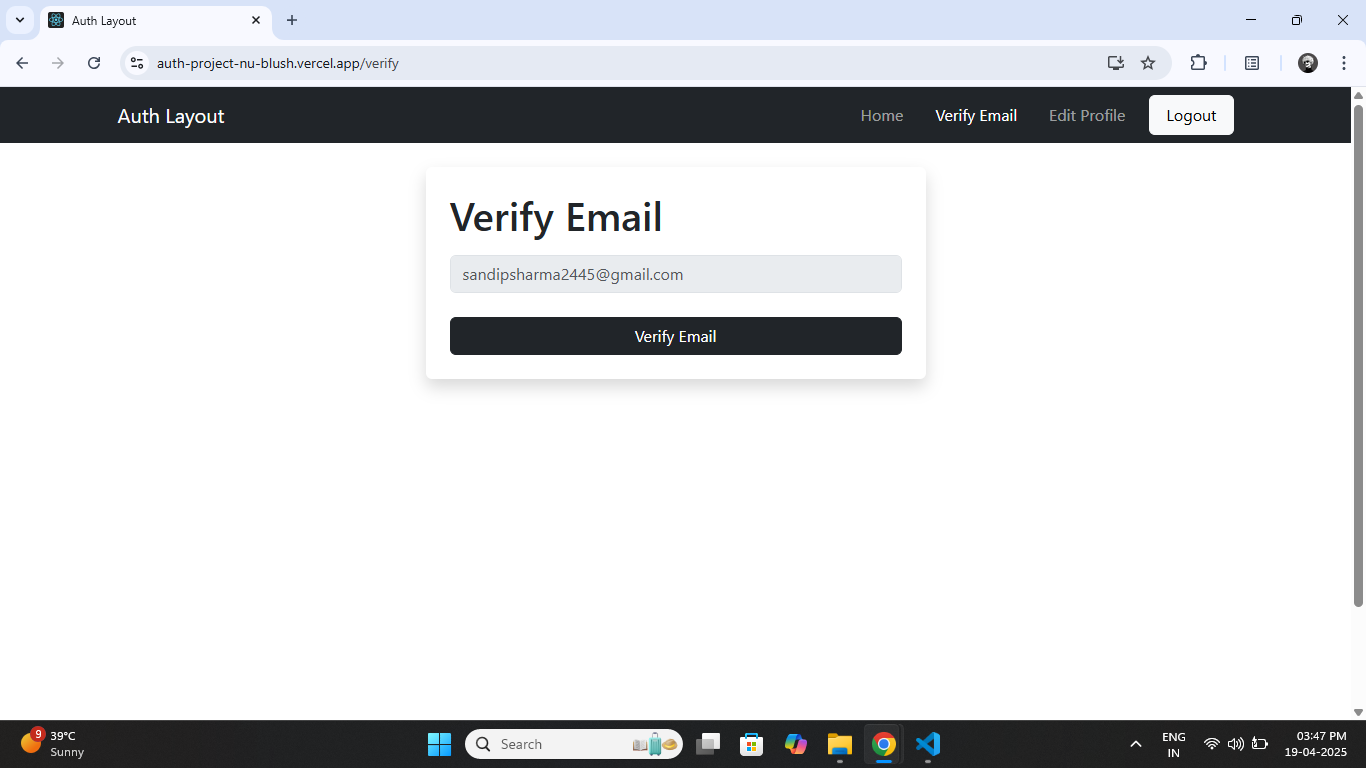 Auth Layout
auth-project-nu-blush.vercel.app/verify
Auth Layout
Home
Verify Email
Edit Profile
Logout
Verify Email
sandipsharma2445@gmail.com
Verify Email
9
39°C
Sunny
Search
ENG
IN
03:47 PM
19-04-2025